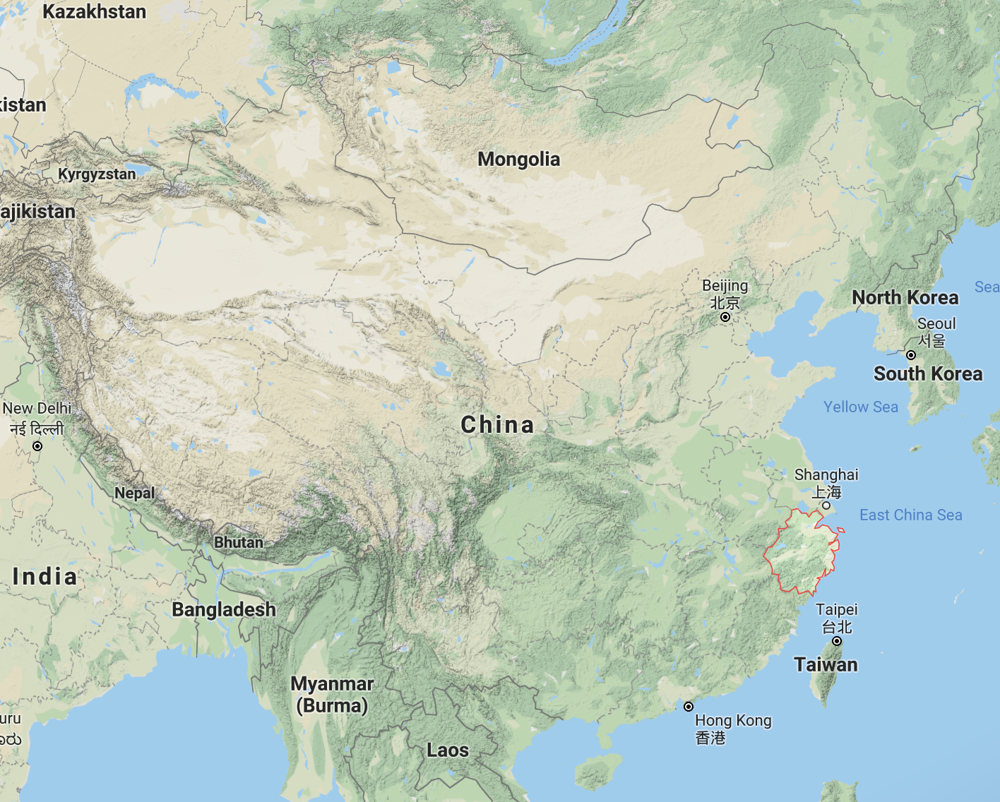 Kazakhstan
kistan
Mongolia
Kyrgyzstan
ajikistan
Beijing
北京
Sea
North Korea
Seoul
서울
South Korea
New Delhi
नई दिल्ली
China
Yellow Sea
Shanghai
上海
Nepal
East China Sea
Bhutan
India
Bangladesh
Taipei
台北
Taiwan
Myanmar
(Burma)
Hong Kong
香港
uru
Laos